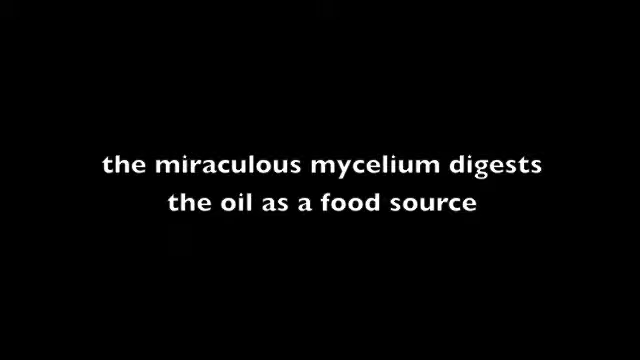 the miraculous mycelium digests
the oil as a food source